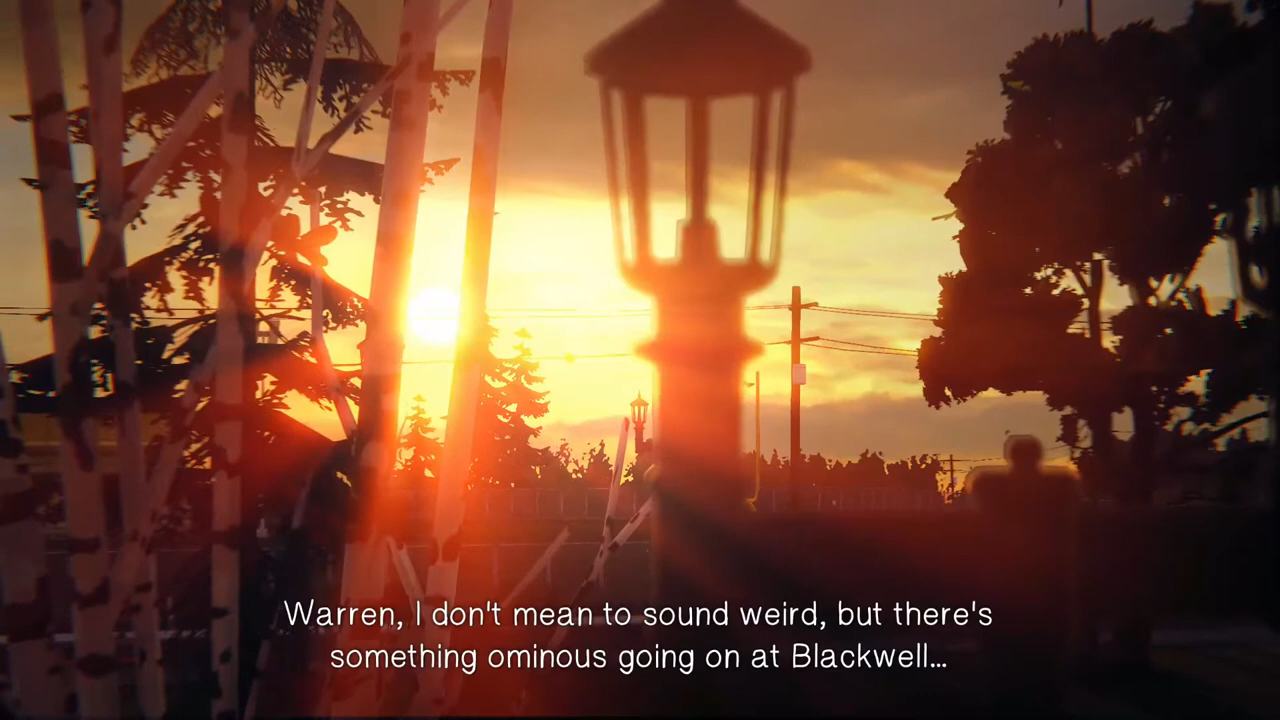 Warren, I don't mean to sound weird, but there's
something ominous going on at Blackwell...